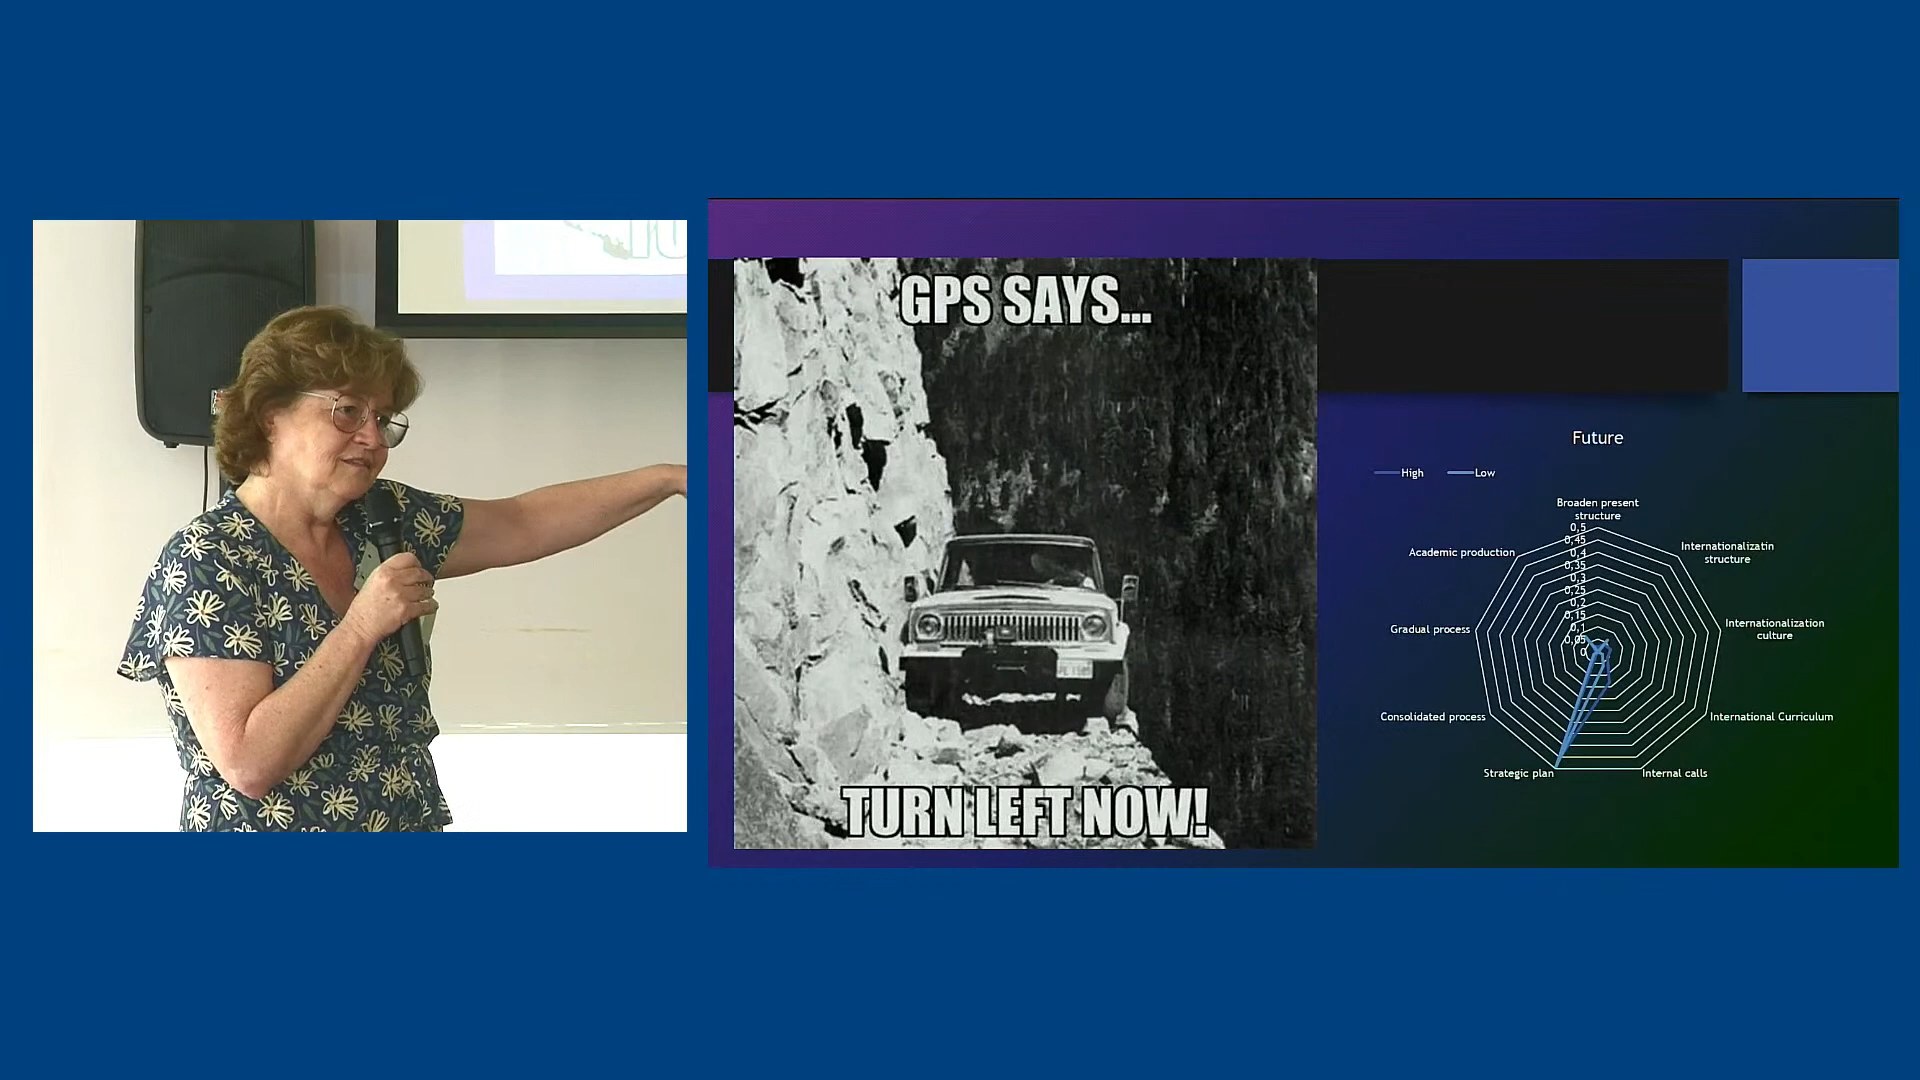 GPS SAYS...
TURN LEFT NOW!
Future
High
Low
Broaden present
structure
0,5
0,45
0,4
0,35
0,3
0,25
0,2
0,15
0,1
0,05
0
Internationalizatin
structure
Internationalization
culture
International Curriculum
Internal calls
Strategic plan
Consolidated process
Gradual process
Academic production